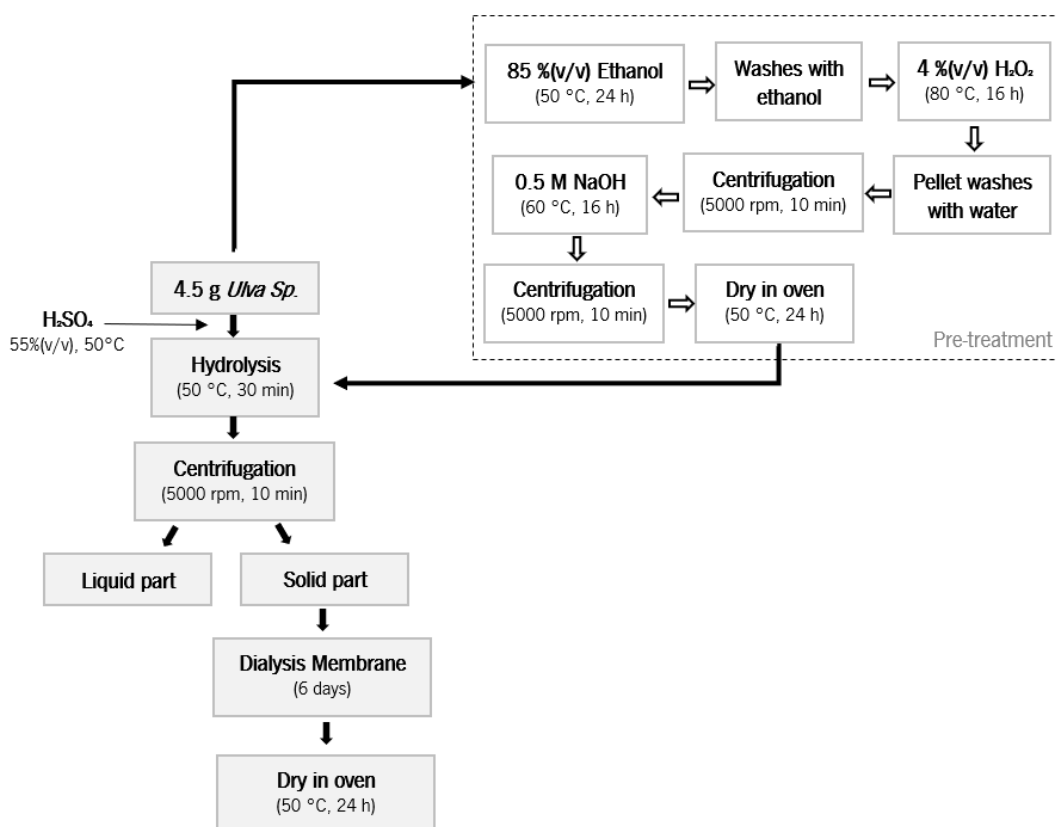 85 %(v/v) Ethanol
(50 °C, 24 h)
Washes with
ethanol
4 %(v/v) H₂O₂
(80 °C, 16 h)
0.5 M NaOH
(60 °C, 16 h)
Centrifugation
(5000 rpm, 10 min)
Pellet washes
with water
Centrifugation
(5000 rpm, 10 min)
Dry in oven
(50 °C, 24 h)
Pre-treatment
4.5 g Ulva Sp.
H₂SO₄
55%(v/v), 50°C
Hydrolysis
(50 °C, 30 min)
Centrifugation
(5000 rpm, 10 min)
Liquid part
Solid part
Dialysis Membrane
(6 days)
Dry in oven
(50 °C, 24 h)